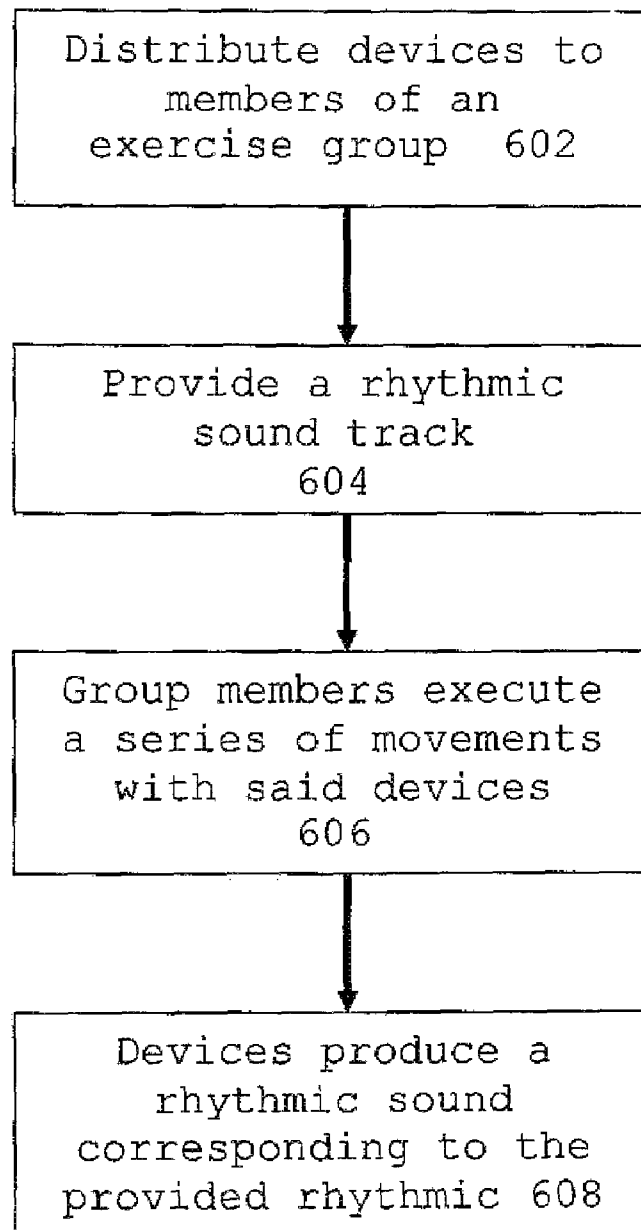 Distribute devices to
members of an
exercise group 602
Provide a rhythmic
sound track
604
Group members execute
a series of movements
with said devices
606
Devices produce a
rhythmic sound
corresponding to the
provided rhythmic 608